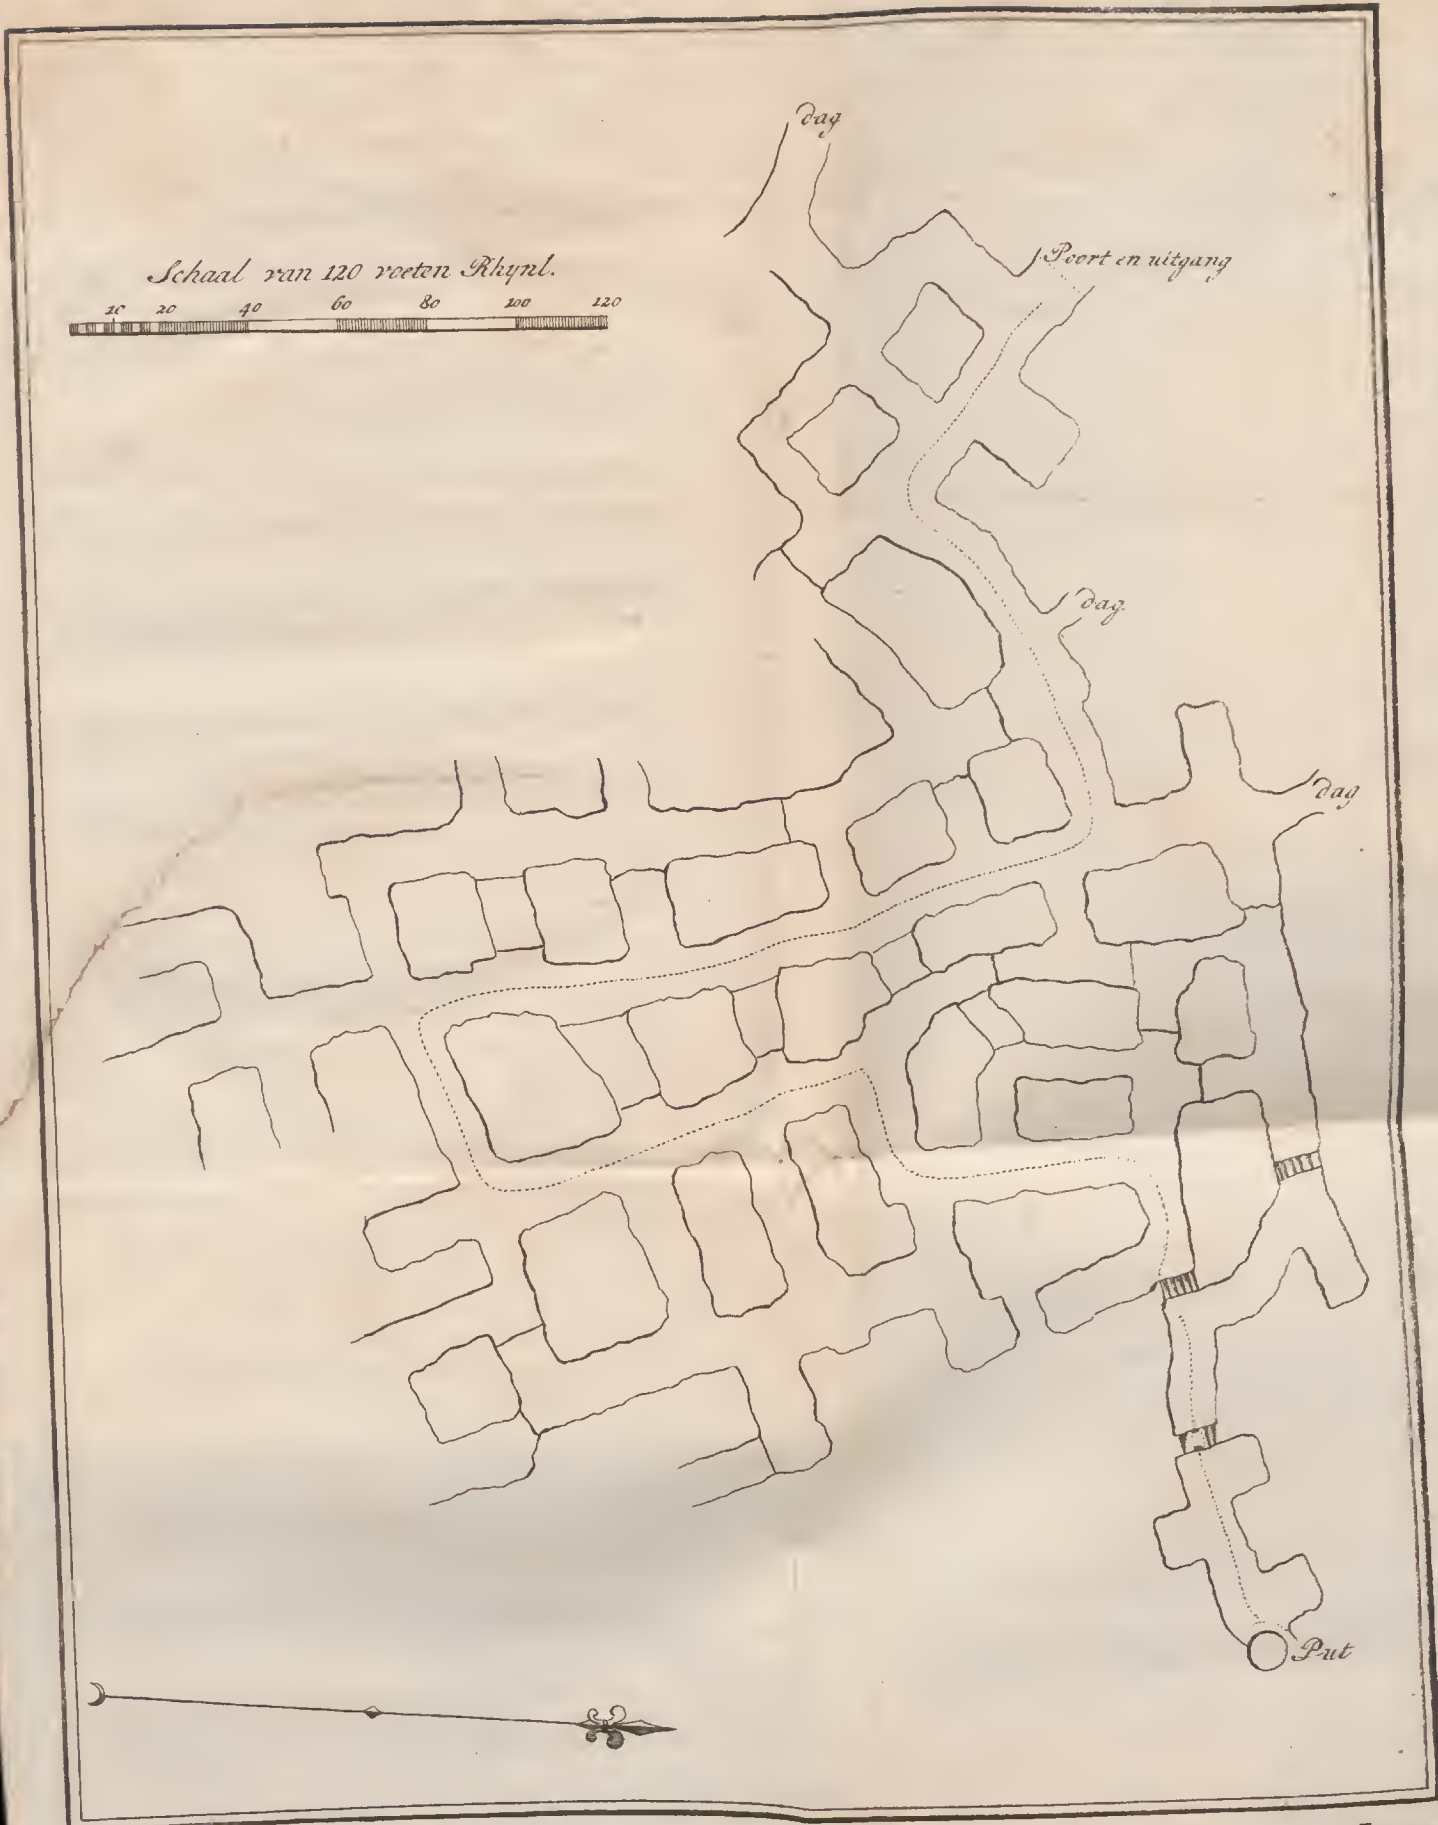 dag
Poort en uitgang
Schaal van 120 voeten Rhynl.
10 20 40 60 80 100 120
dag
dag
Put